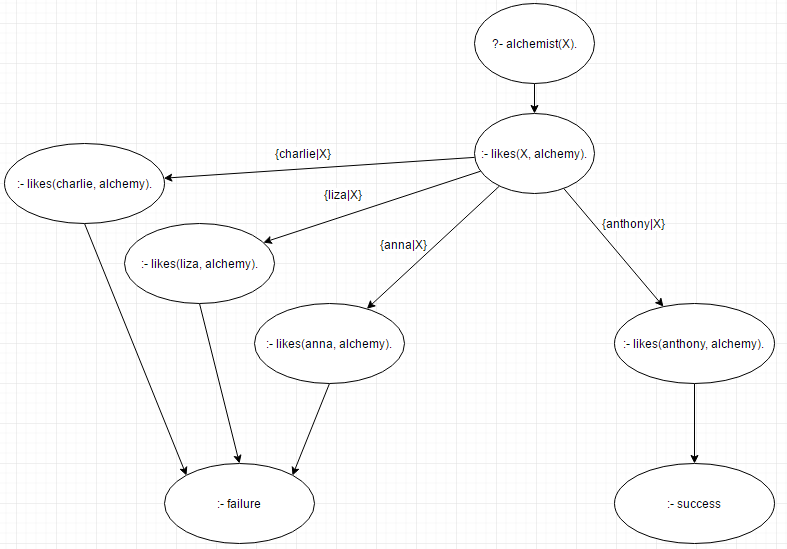 ?- alchemist(X).
:- likes(X, alchemy).
{charlie|X}
:- likes(charlie, alchemy).
{liza|X}
{anthony|X}
{anna|X}
:- likes(liza, alchemy).
:- likes(anna, alchemy).
:- likes(anthony, alchemy).
:- failure
:- success